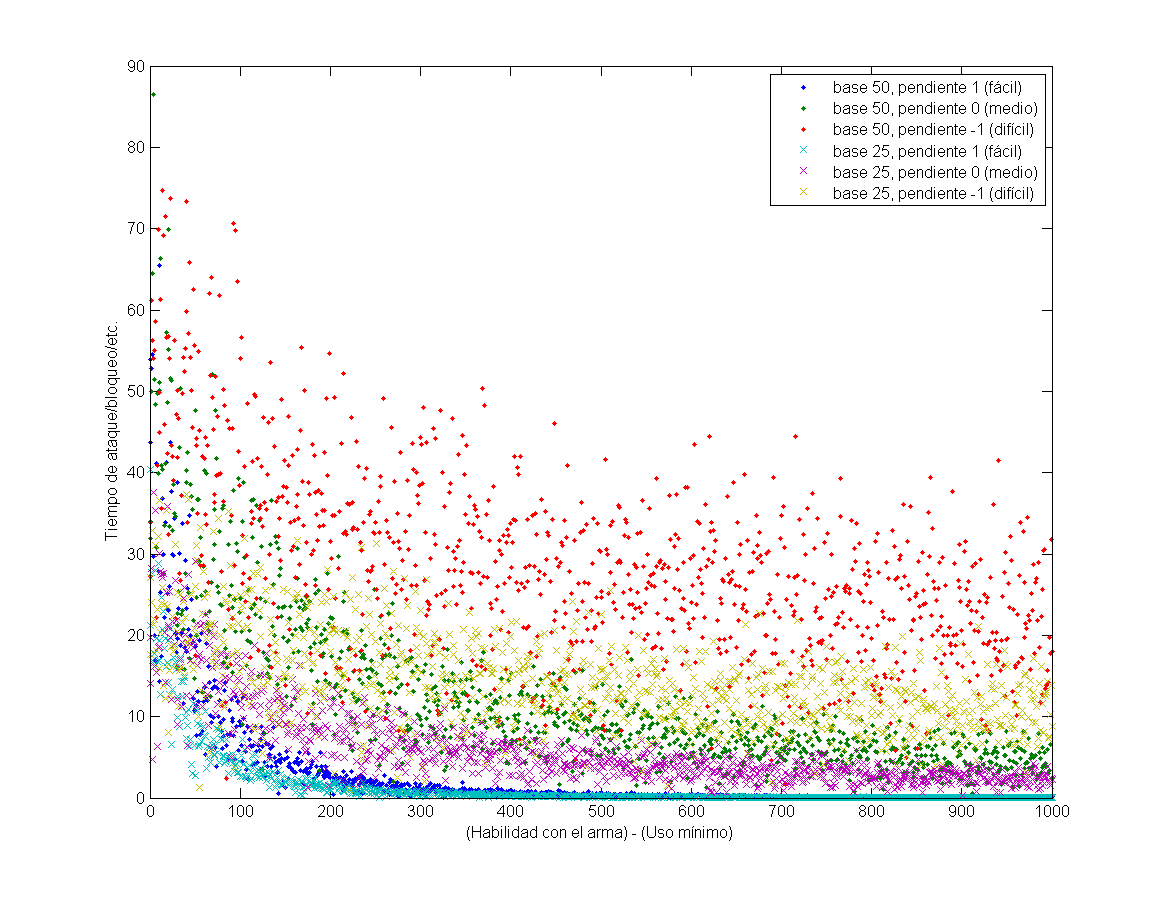 90
80
70
60
50
40
30
20
10
0
0 100 200 300 400 500 600 700 800 900 1000
Tiempo de ataque/bloqueo/etc.
(Habilidad con el arma) - (Uso mínimo)
base 50, pendiente 1 (fácil)
base 50, pendiente 0 (medio)
base 50, pendiente -1 (difícil)
base 25, pendiente 1 (fácil)
base 25, pendiente 0 (medio)
base 25, pendiente -1 (difícil)